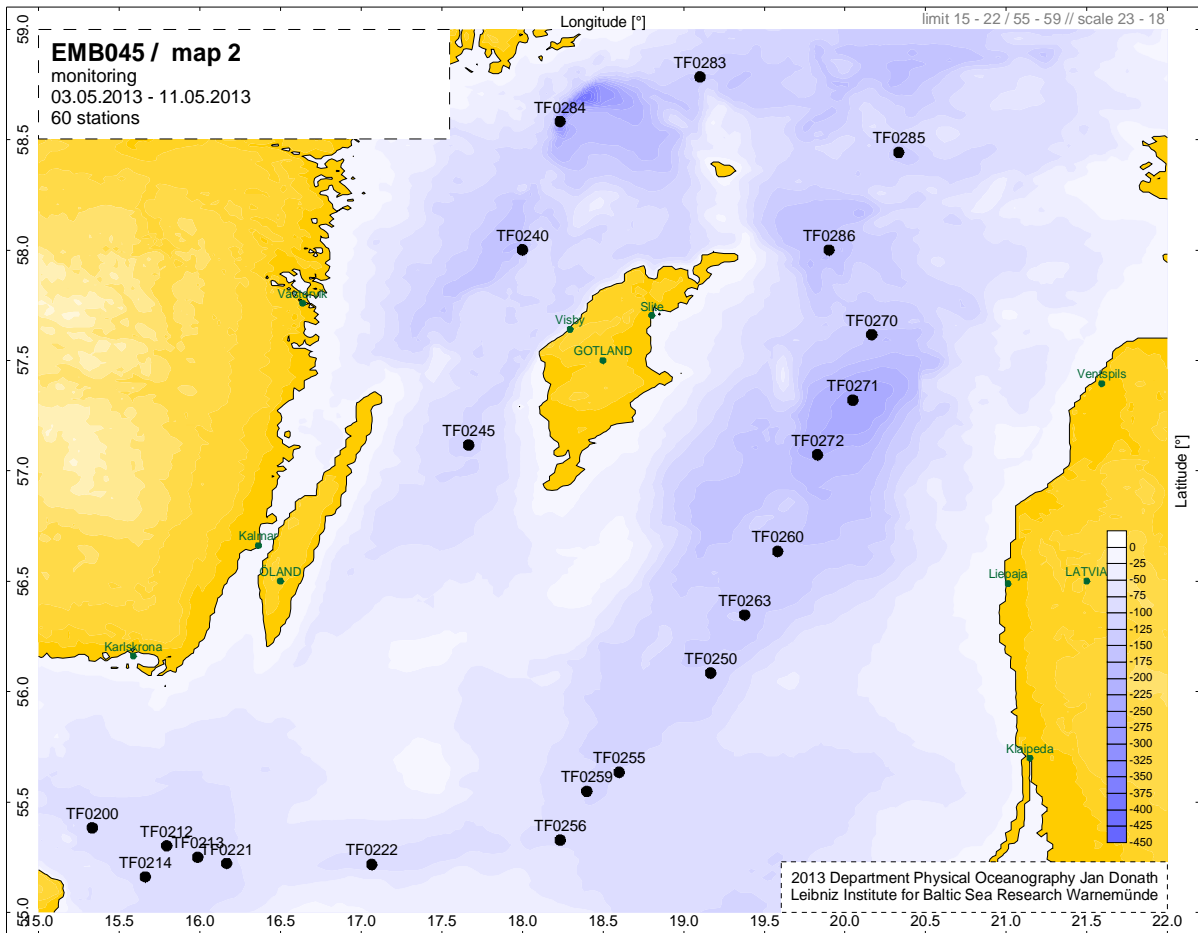 Longitude [°]
limit 15 - 22 / 55 - 59 // scale 23 - 18
59.0
EMB045 / map 2
monitoring
03.05.2013 - 11.05.2013
60 stations
TF0283
TF0284
58.5
TF0285
TF0240
TF0286
58.0
Västervik
Slite
Visby
TF0270
GOTLAND
57.5
Ventspils
TF0271
TF0245
TF0272
57.0
Latitude [°]
Kalmar
TF0260
0
-25
-50
-75
-100
-125
-150
-175
-200
-225
-250
-275
-300
-325
-350
-375
-400
-425
-450
56.5
ÖLAND
Liepaja
LATVIA
TF0263
Karlskrona
TF0250
56.0
Klaipeda
TF0255
TF0259
55.5
TF0200
TF0212
TF0213
TF0214
TF0221
TF0222
TF0256
2013 Department Physical Oceanography Jan Donath
Leibniz Institute for Baltic Sea Research Warnemünde
55.0
15.0 15.5 16.0 16.5 17.0 17.5 18.0 18.5 19.0 19.5 20.0 20.5 21.0 21.5 22.0